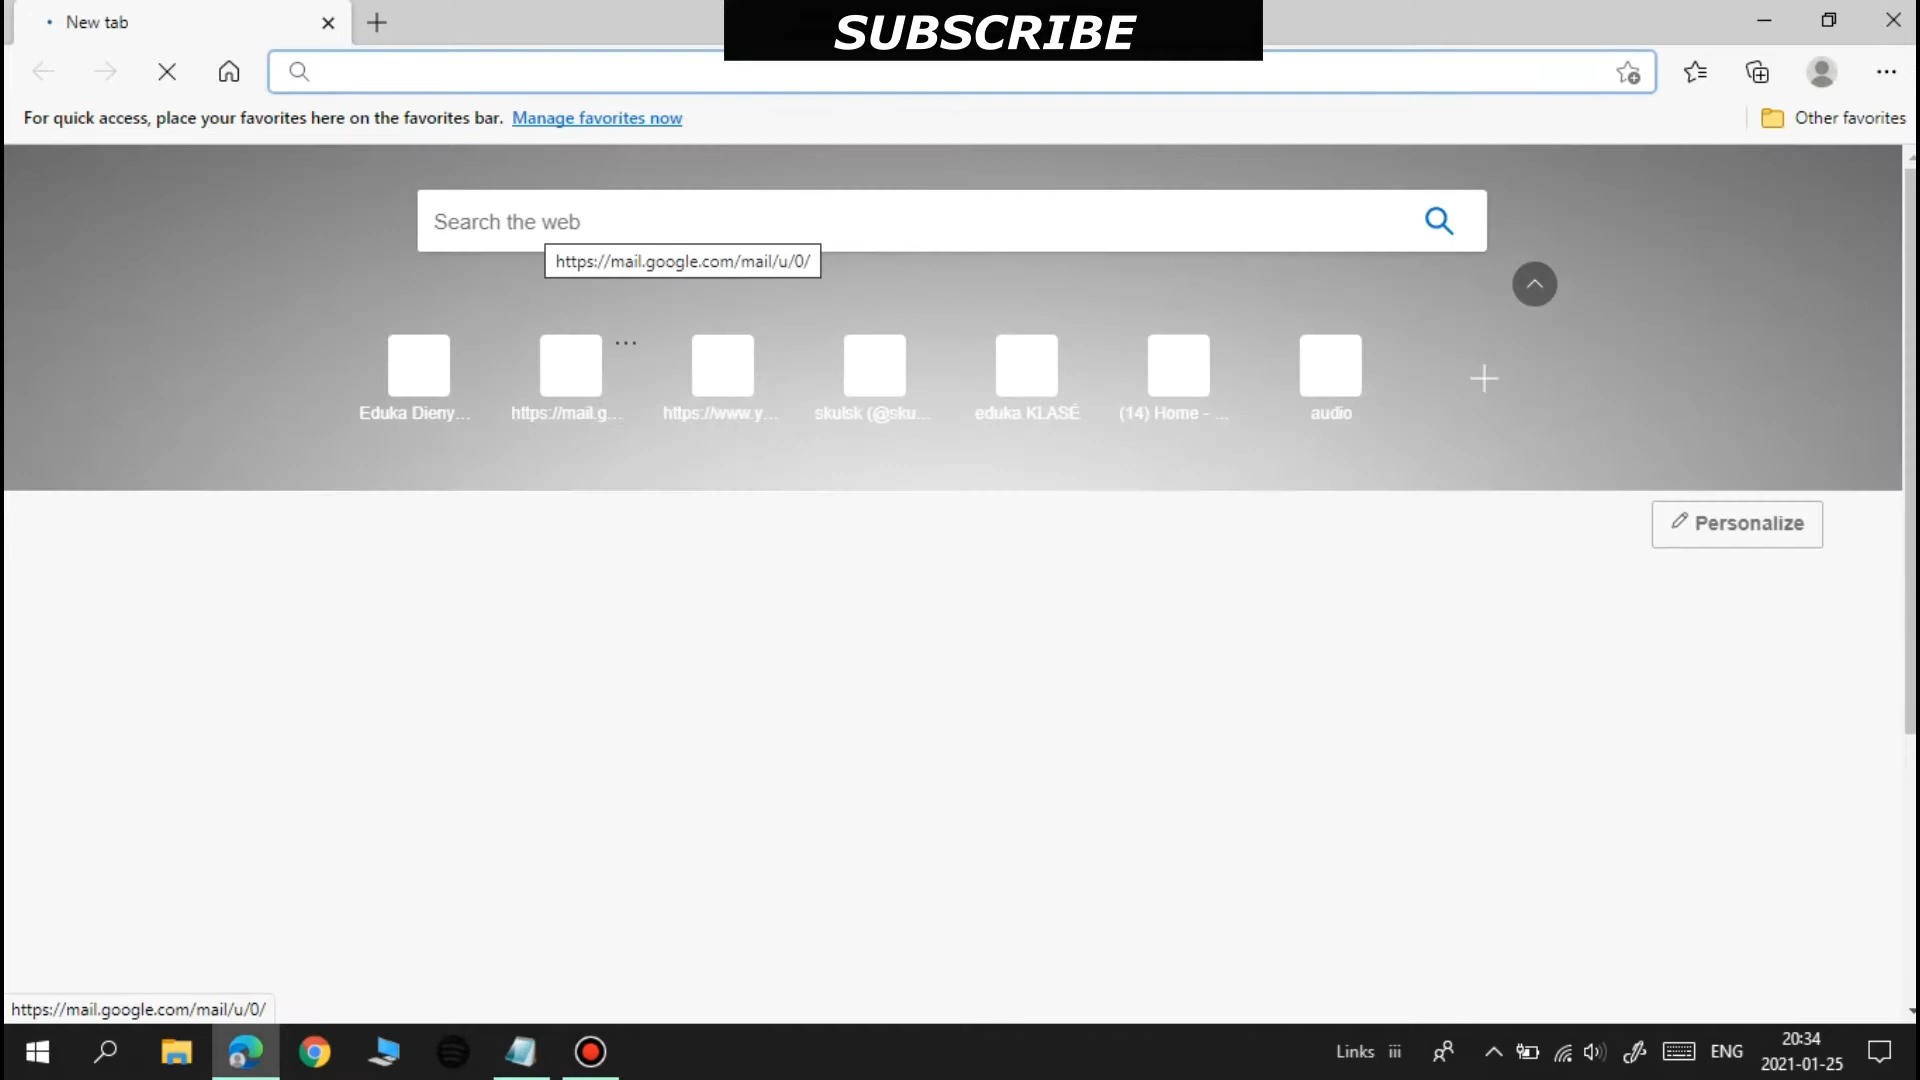 New tab
SUBSCRIBE
For quick access, place your favorites here on the favorites bar. Manage favorites now
Other favorites
Search the web
https://mail.google.com/mail/u/0/
Eduka Dieny... https://mail.g... https://www.y... skulsk (@sku... eduka KLASĖ (14) Home - ... audio
Personalize
https://mail.google.com/mail/u/0/
Links iii ENG 20:34
2021-01-25